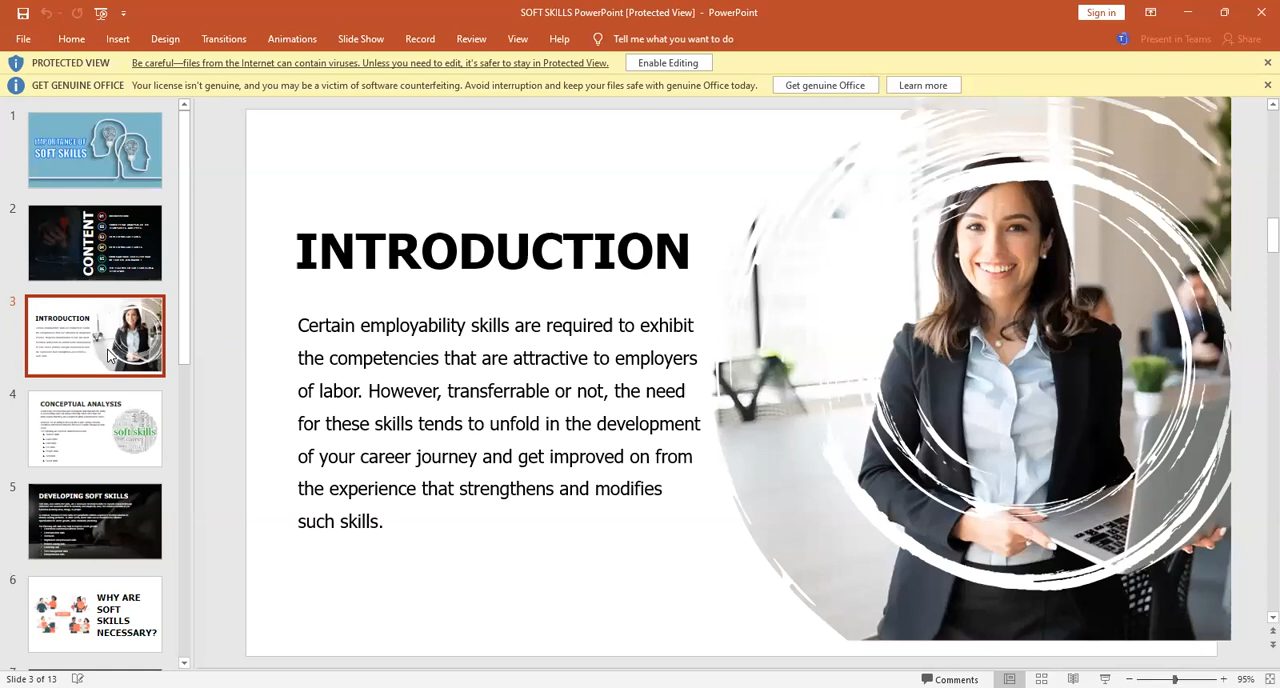 SOFT SKILLS PowerPoint [Protected View] - PowerPoint
Sign in
File Home Insert Design Transitions Animations Slide Show Record Review View Help Tell me what you want to do Present in Teams Share
PROTECTED VIEW Be careful—files from the Internet can contain viruses. Unless you need to edit, it's safer to stay in Protected View. Enable Editing
GET GENUINE OFFICE Your license isn't genuine, and you may be a victim of software counterfeiting. Avoid interruption and keep your files safe with genuine Office today. Get genuine Office Learn more
1
IMPORTANCE OF
SOFT SKILLS
2
CONTENT
3
INTRODUCTION
4
CONCEPTUAL ANALYSIS
soft skills
5
DEVELOPING SOFT SKILLS
6
WHY ARE
SOFT
SKILLS
NECESSARY?
INTRODUCTION
Certain employability skills are required to exhibit
the competencies that are attractive to employers
of labor. However, transferrable or not, the need
for these skills tends to unfold in the development
of your career journey and get improved on from
the experience that strengthens and modifies
such skills.
Slide 3 of 13
Comments
95%